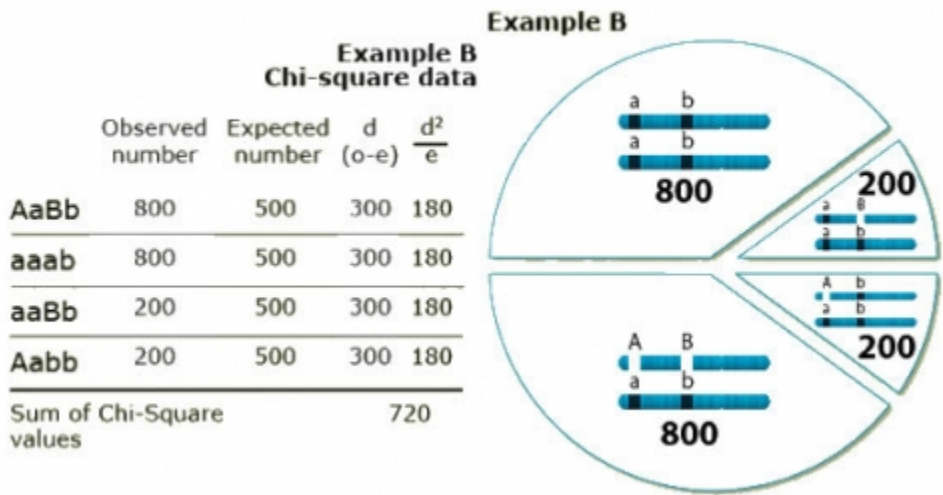 Example B
Chi-square data
Observed number Expected number d (o-e) d²/e
AaBb 800 500 300 180
aaab 800 500 300 180
aaBb 200 500 300 180
Aabb 200 500 300 180
Sum of Chi-Square values 720
Example B
a b
a b
800
200
a B
a b
A b
a b
200
A B
a b
800